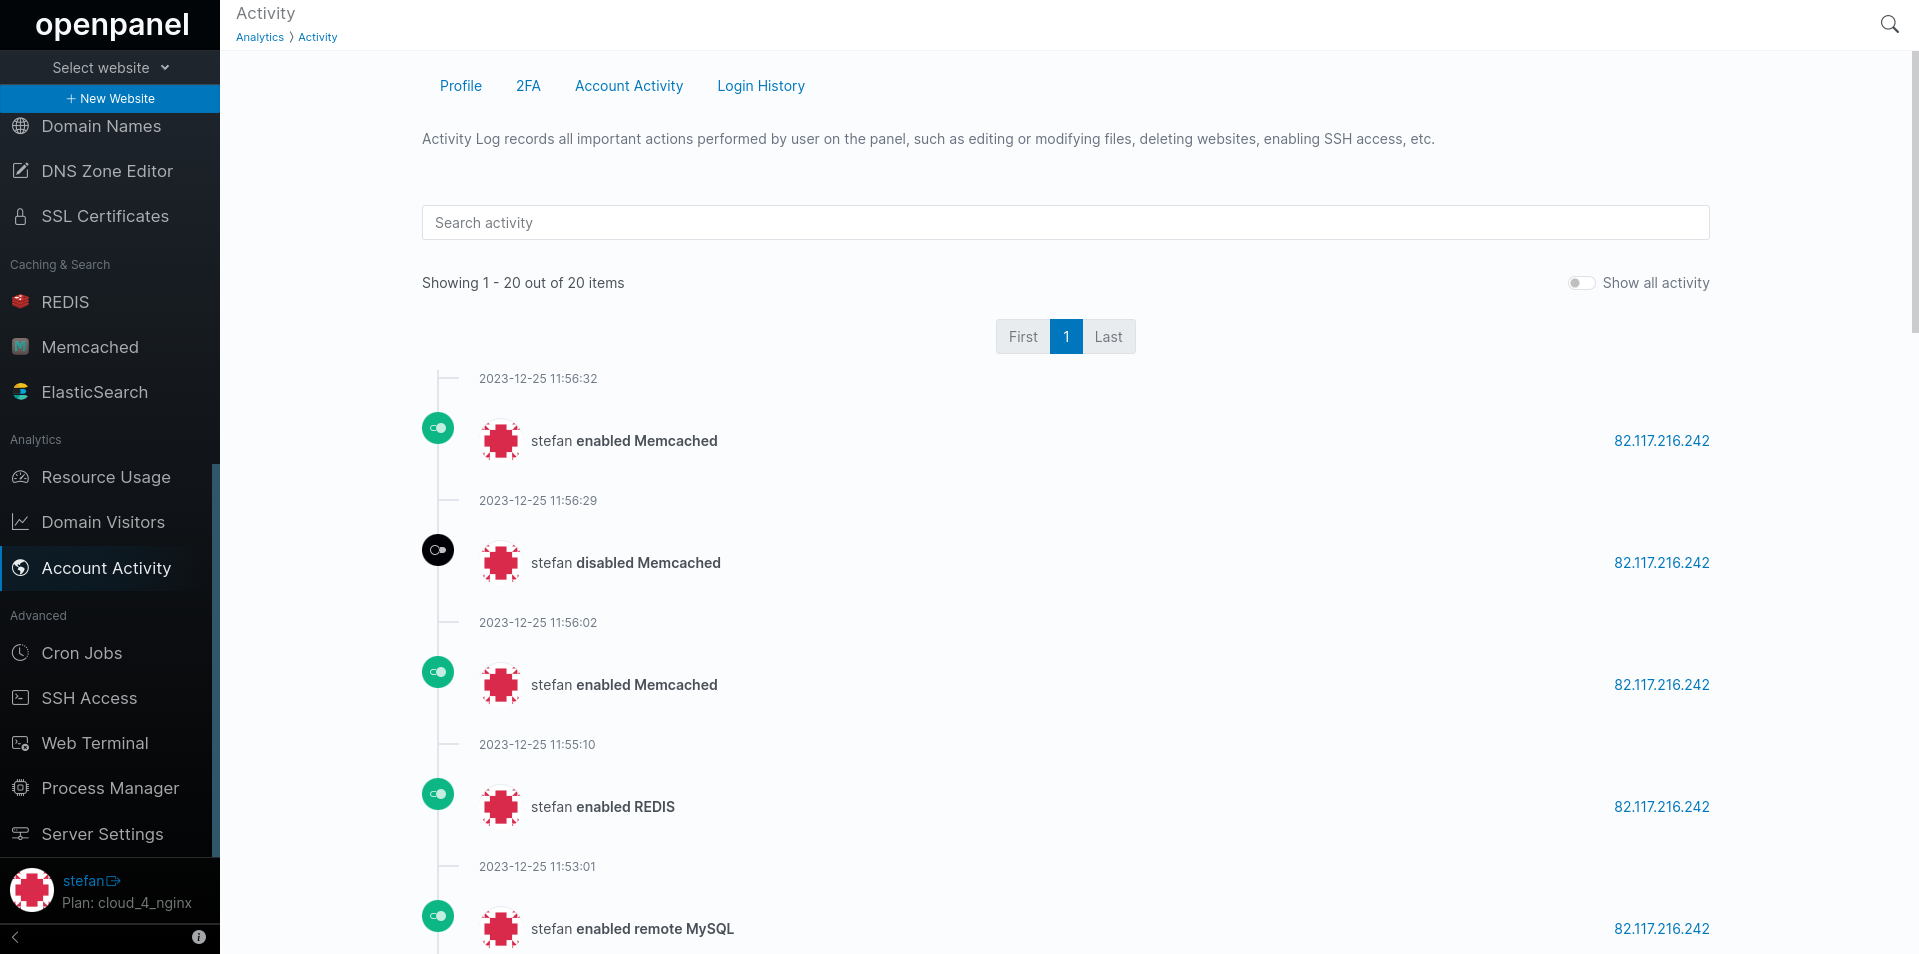 openpanel
Select website
+ New Website
Domain Names
DNS Zone Editor
SSL Certificates
Caching & Search
REDIS
Memcached
ElasticSearch
Analytics
Resource Usage
Domain Visitors
Account Activity
Advanced
Cron Jobs
SSH Access
Web Terminal
Process Manager
Server Settings
stefan
Plan: cloud_4_nginx
Activity
Analytics 〉 Activity
Profile 2FA Account Activity Login History
Activity Log records all important actions performed by user on the panel, such as editing or modifying files, deleting websites, enabling SSH access, etc.
Search activity
Showing 1 - 20 out of 20 items Show all activity
First 1 Last
2023-12-25 11:56:32
stefan enabled Memcached 82.117.216.242
2023-12-25 11:56:29
stefan disabled Memcached 82.117.216.242
2023-12-25 11:56:02
stefan enabled Memcached 82.117.216.242
2023-12-25 11:55:10
stefan enabled REDIS 82.117.216.242
2023-12-25 11:53:01
stefan enabled remote MySQL 82.117.216.242